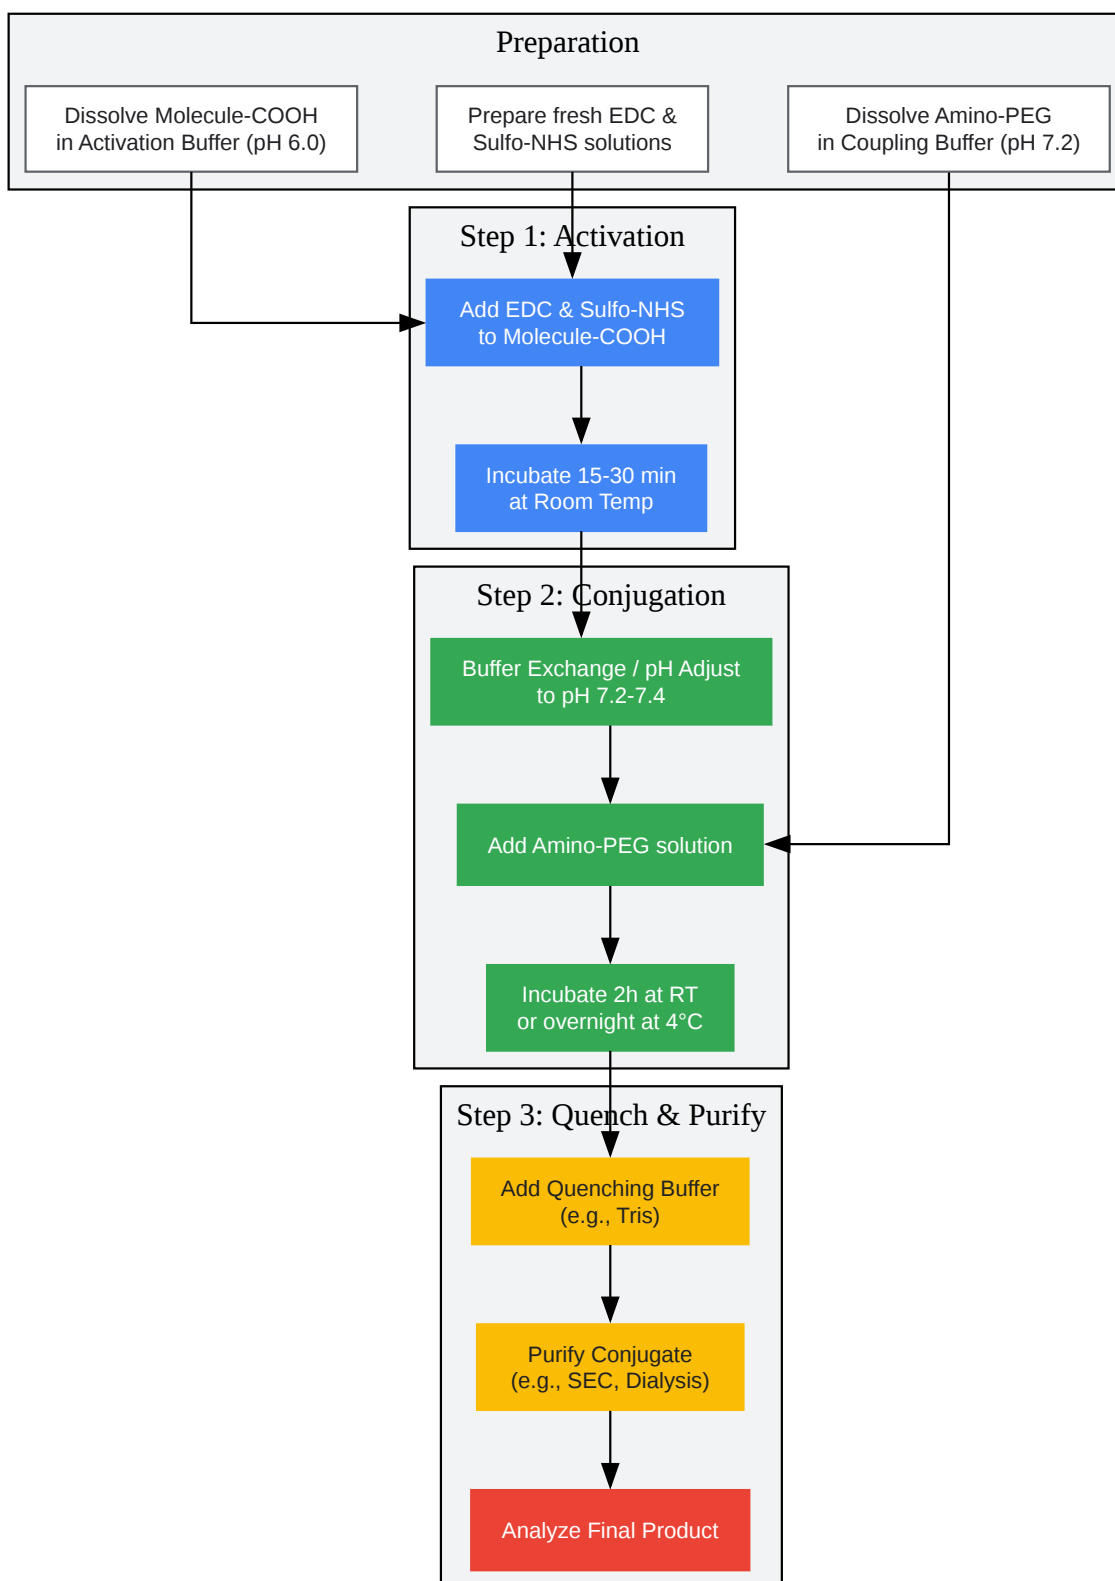 Preparation
Dissolve Molecule-COOH
in Activation Buffer (pH 6.0)
Prepare fresh EDC &
Sulfo-NHS solutions
Dissolve Amino-PEG
in Coupling Buffer (pH 7.2)
Step 1: Activation
Add EDC & Sulfo-NHS
to Molecule-COOH
Incubate 15-30 min
at Room Temp
Step 2: Conjugation
Buffer Exchange / pH Adjust
to pH 7.2-7.4
Add Amino-PEG solution
Incubate 2h at RT
or overnight at 4°C
Step 3: Quench & Purify
Add Quenching Buffer
(e.g., Tris)
Purify Conjugate
(e.g., SEC, Dialysis)
Analyze Final Product